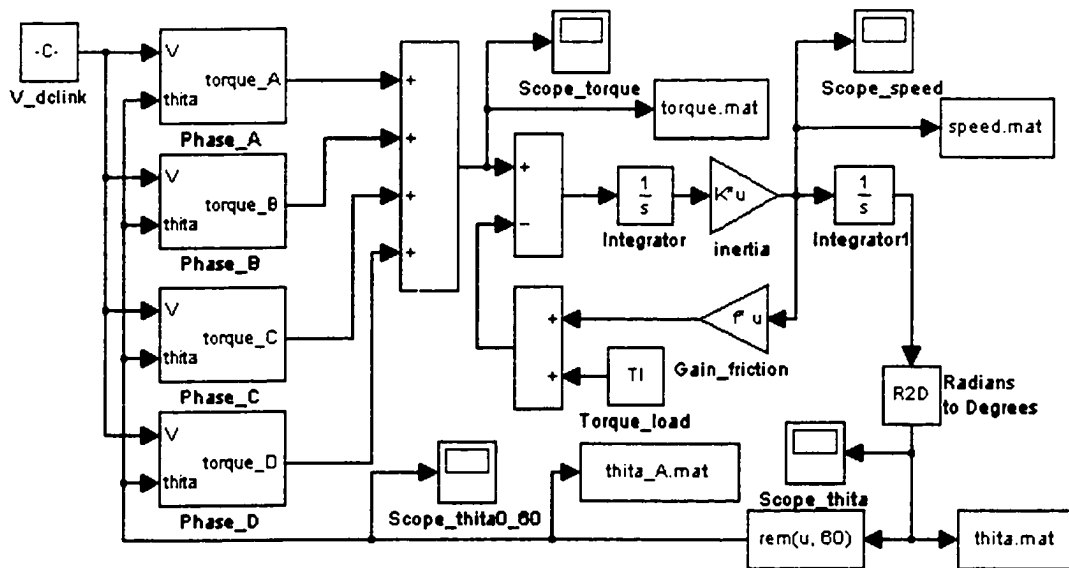 -C-
V_dclink
V
torque_A
thita
Phase_A
V
torque_B
thita
Phase_B
V
torque_C
thita
Phase_C
V
torque_D
thita
Phase_D
+
+
+
+
Scope_torque
torque.mat
+
−
1
s
Integrator
K* u
inertia
Scope_speed
speed.mat
1
s
Integrator1
+
+
f* u
Gain_friction
Tl
Torque_load
R2D
Radians
to Degrees
Scope_thita
Scope_thita0_60
thita_A.mat
rem(u, 60)
thita.mat